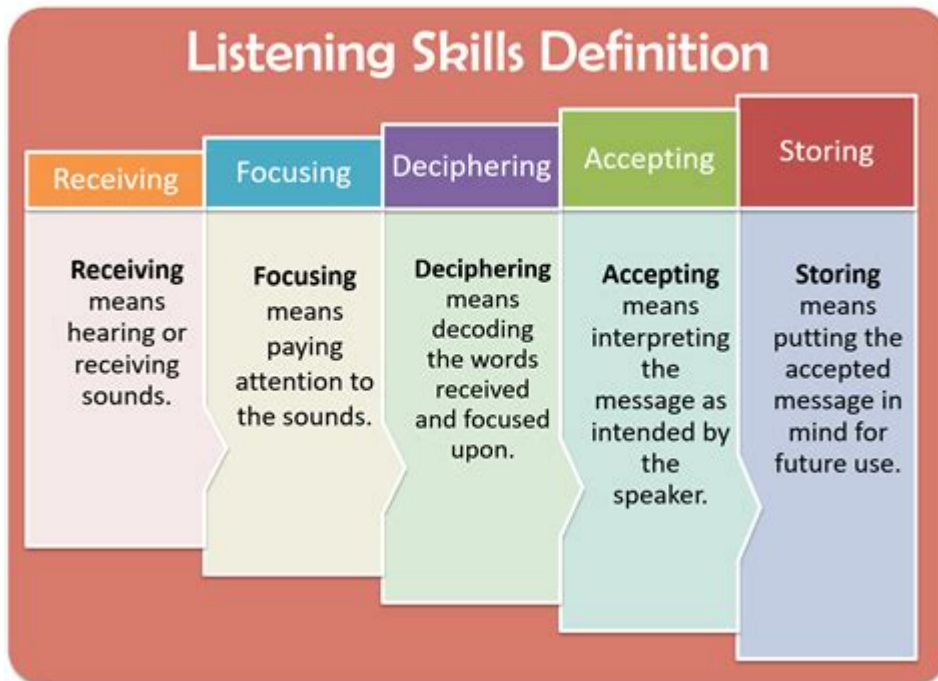 Listening Skills Definition
Receiving
Focusing
Deciphering
Accepting
Storing
Receiving
means
hearing or
receiving
sounds.
Focusing
means
paying
attention to
the sounds.
Deciphering
means
decoding
the words
received
and focused
upon.
Accepting
means
interpreting
the
message as
intended by
the
speaker.
Storing
means
putting the
accepted
message in
mind for
future use.